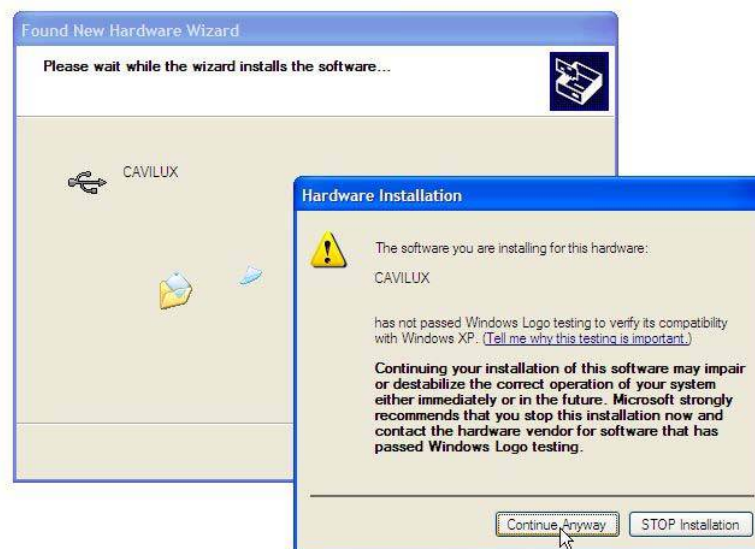 Found New Hardware Wizard
Please wait while the wizard installs the software...
CAVILUX
Hardware Installation
The software you are installing for this hardware:
CAVILUX
has not passed Windows Logo testing to verify its compatibility
with Windows XP. (Tell me why this testing is important.)
Continuing your installation of this software may impair
or destabilize the correct operation of your system
either immediately or in the future. Microsoft strongly
recommends that you stop this installation now and
contact the hardware vendor for software that has
passed Windows Logo testing.
Continue Anyway STOP Installation